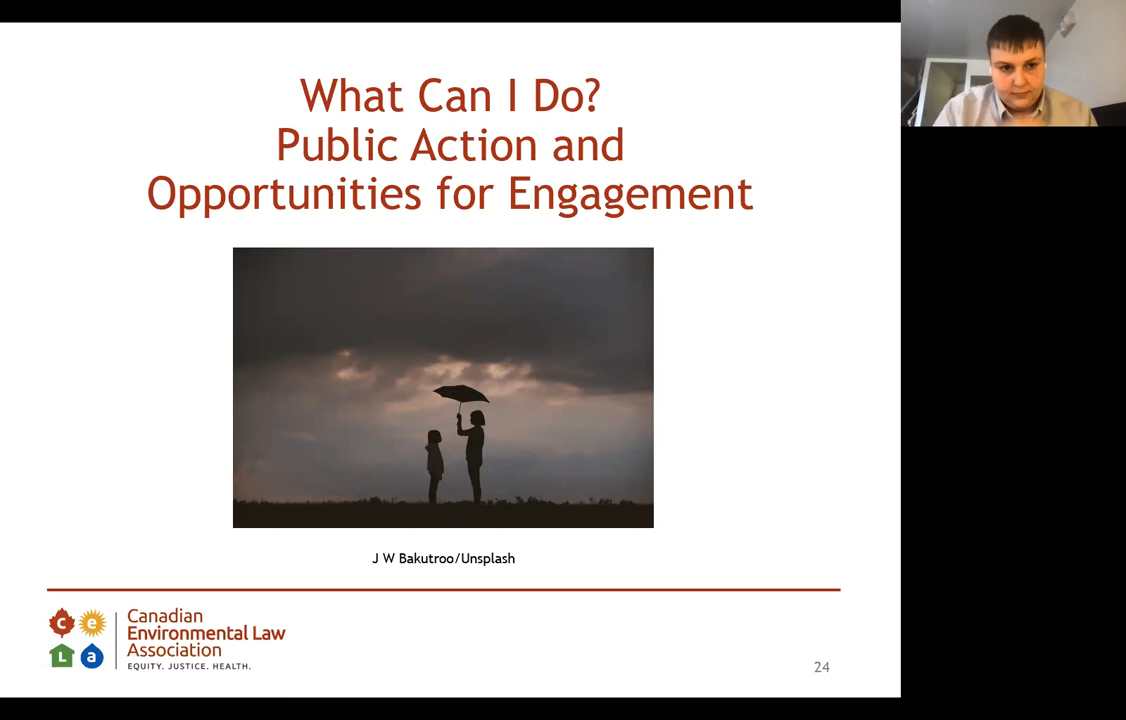 What Can I Do?
Public Action and
Opportunities for Engagement
J W Bakutroo/Unsplash
c e
L a
Canadian
Environmental Law
Association
EQUITY. JUSTICE. HEALTH.
24